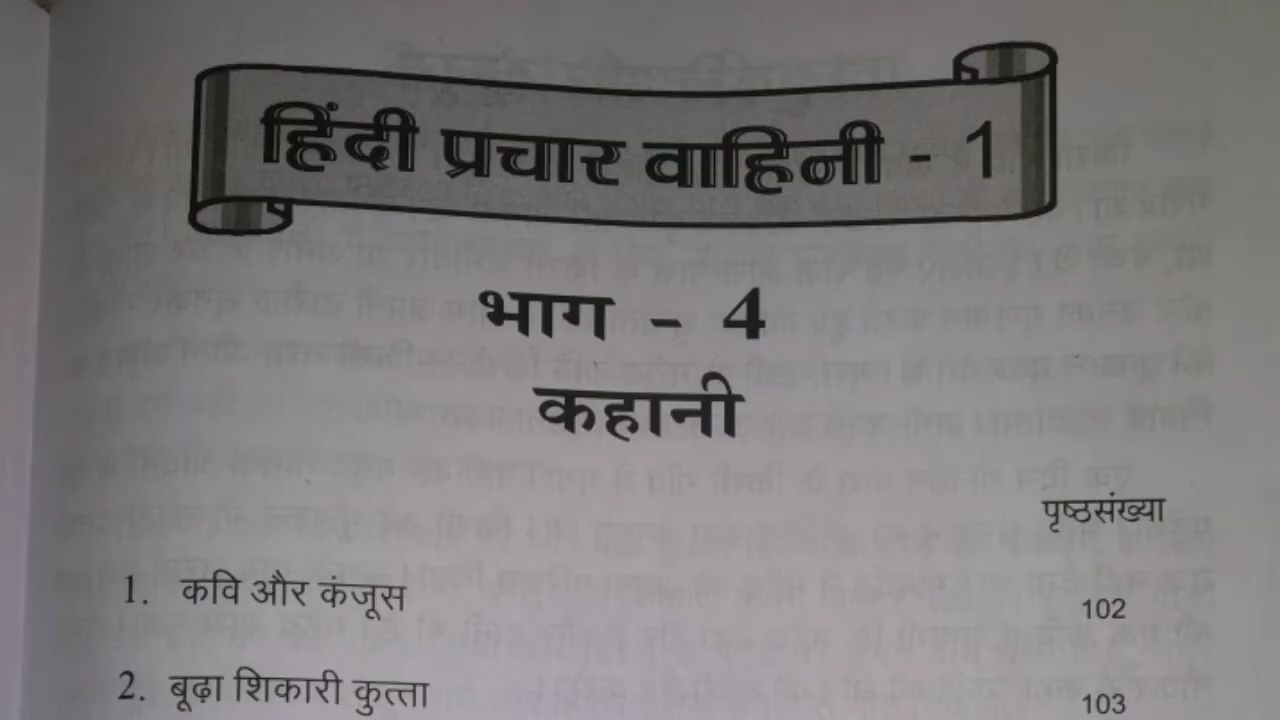 हिंदी प्रचार वाहिनी - 1
भाग - 4
कहानी
पृष्ठसंख्या
1. कवि और कंजूस 102
2. बूढ़ा शिकारी कुत्ता 103